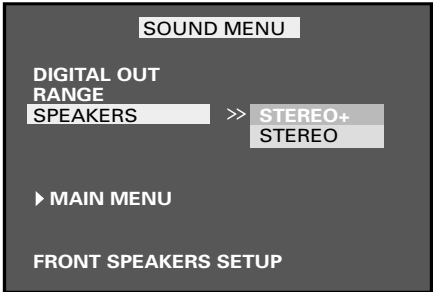 SOUND MENU
DIGITAL OUT
RANGE
SPEAKERS >> STEREO+
STEREO
MAIN MENU
FRONT SPEAKERS SETUP